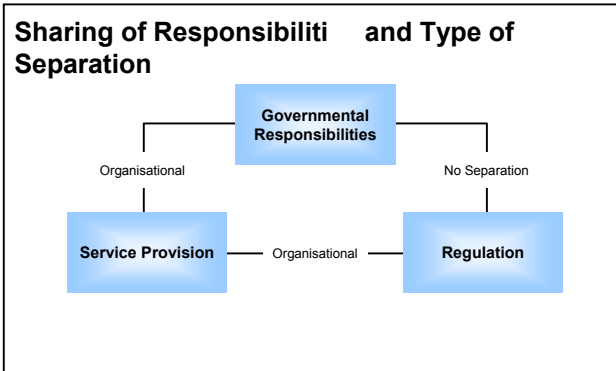 Sharing of Responsibiliti and Type of
Separation
Governmental
Responsibilities
Organisational
No Separation
Service Provision
Organisational
Regulation